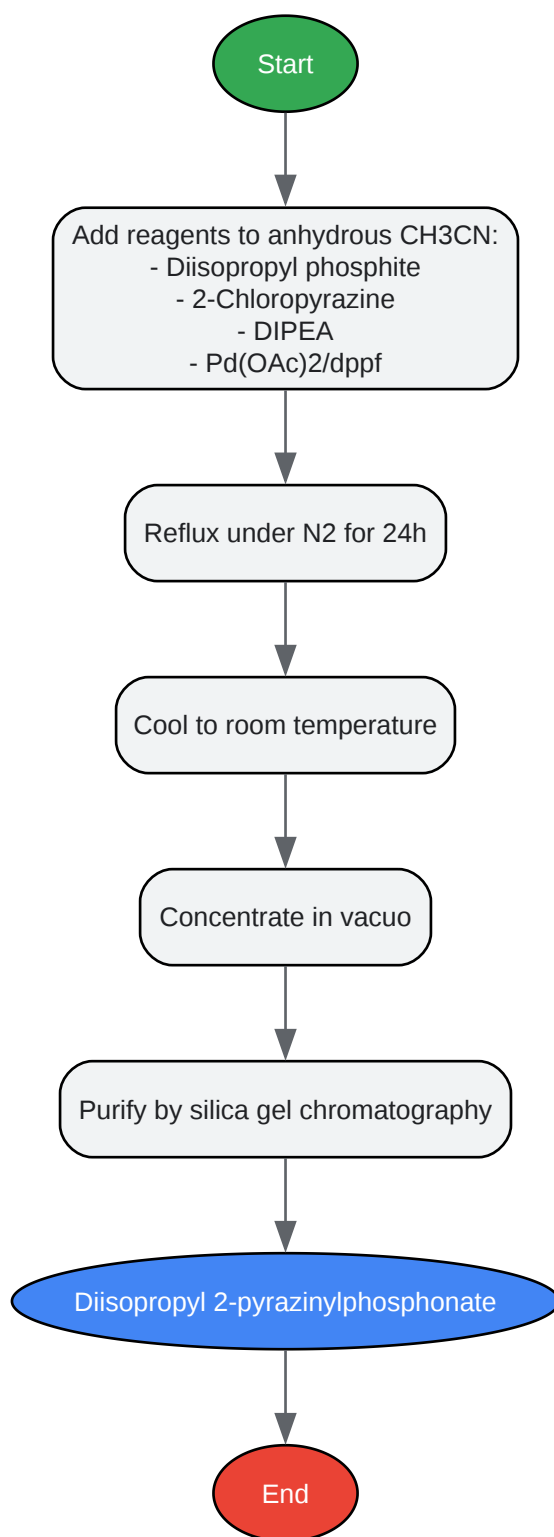 Start
Add reagents to anhydrous CH3CN:
- Diisopropyl phosphite
- 2-Chloropyrazine
- DIPEA
- Pd(OAc)2/dppf
Reflux under N2 for 24h
Cool to room temperature
Concentrate in vacuo
Purify by silica gel chromatography
Diisopropyl 2-pyrazinylphosphonate
End